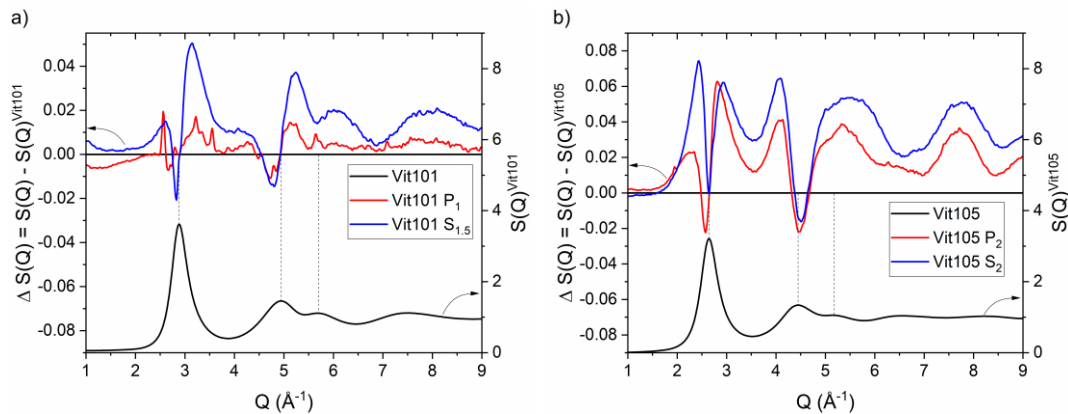 a)
Δ S(Q) = S(Q) - S(Q)^Vit101
0.04
0.02
0.00
-0.02
-0.04
-0.06
-0.08
Vit101
Vit101 P₁
Vit101 S₁.₅
8
6
4
2
0
S(Q)^Vit101
1 2 3 4 5 6 7 8 9
Q (Å⁻¹)
b)
Δ S(Q) = S(Q) - S(Q)^Vit105
0.08
0.06
0.04
0.02
0.00
-0.02
-0.04
-0.06
-0.08
Vit105
Vit105 P₂
Vit105 S₂
8
6
4
2
0
S(Q)^Vit105
1 2 3 4 5 6 7 8 9
Q (Å⁻¹)